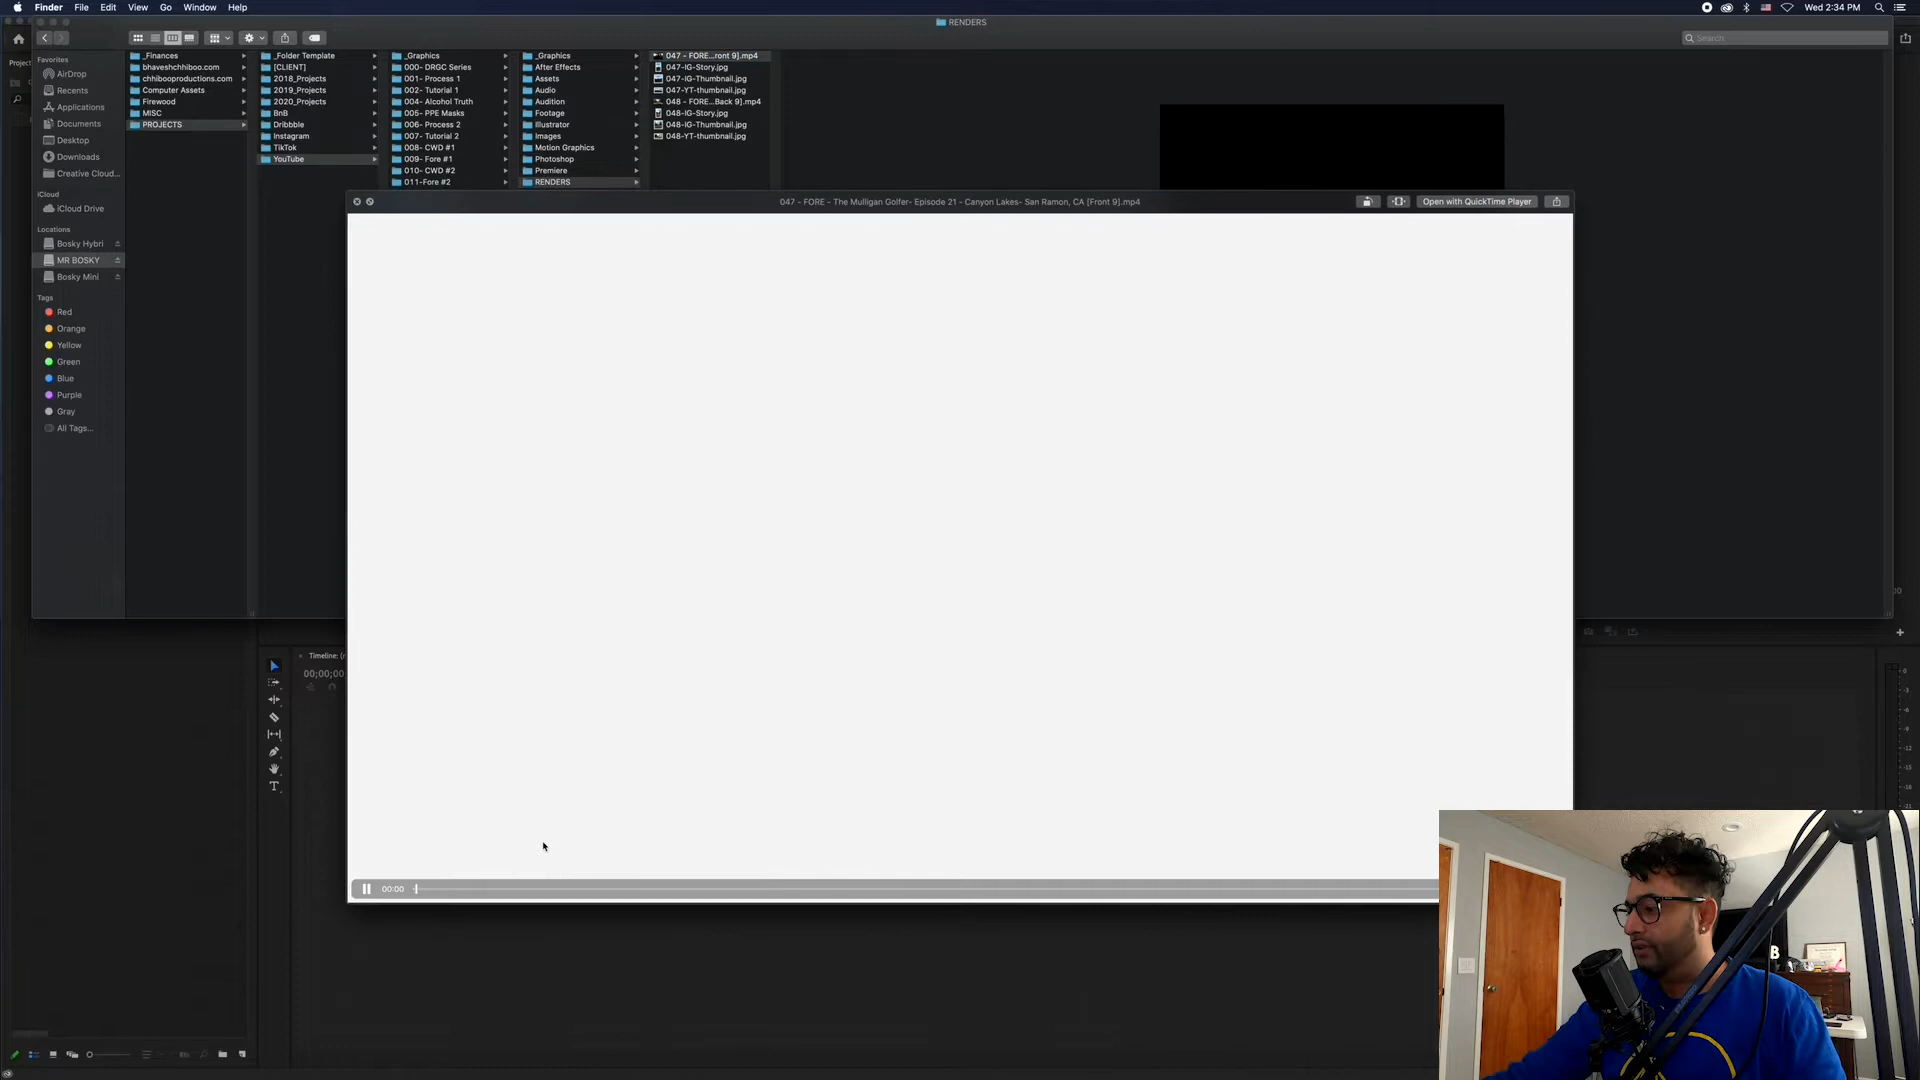 Finder File Edit View Go Window Help
Wed 2:34 PM
RENDERS
Search
Project
Favorites
AirDrop
Recents
Applications
Documents
Desktop
Downloads
Creative Cloud...
iCloud
iCloud Drive
Locations
Bosky Hybri
MR BOSKY
Bosky Mini
Tags
Red
Orange
Yellow
Green
Blue
Purple
Gray
All Tags...
_Finances
bhaveshchhiboo.com
chhibooproductions.com
Computer Assets
Firewood
MISC
PROJECTS
_Folder Template
[CLIENT]
2018_Projects
2019_Projects
2020_Projects
BnB
Dribbble
Instagram
TikTok
YouTube
_Graphics
000- DRGC Series
001- Process 1
002- Tutorial 1
004- Alcohol Truth
005- PPE Masks
006- Process 2
007- Tutorial 2
008- CWD #1
009- Fore #1
010- CWD #2
011-Fore #2
_Graphics
After Effects
Assets
Audio
Audition
Footage
Illustrator
Images
Motion Graphics
Photoshop
Premiere
RENDERS
047 - FORE...ront 9].mp4
047-IG-Story.jpg
047-IG-Thumbnail.jpg
047-YT-thumbnail.jpg
048 - FORE...Back 9].mp4
048-IG-Story.jpg
048-IG-Thumbnail.jpg
048-YT-thumbnail.jpg
047 - FORE - The Mulligan Golfer- Episode 21 - Canyon Lakes- San Ramon, CA [Front 9].mp4
Open with QuickTime Player
Timeline: (
00;00;00
00:00
B